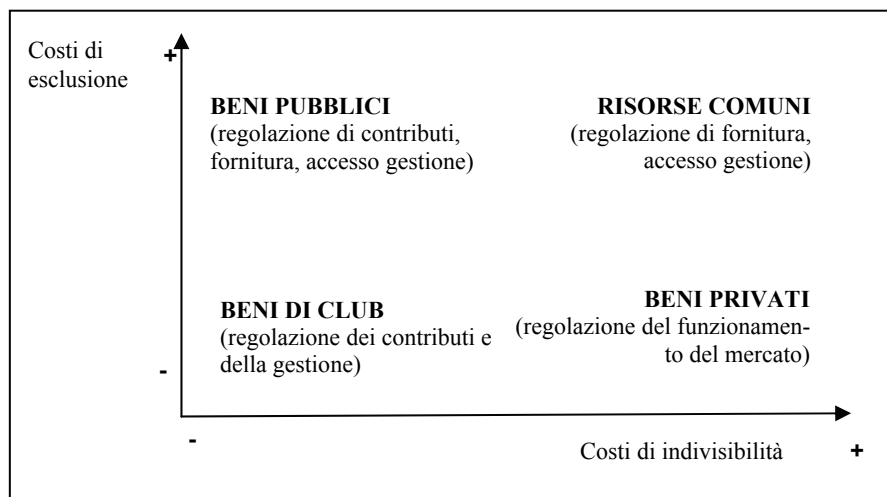 Costi di
esclusione
+
BENI PUBBLICI
(regolazione di contributi,
fornitura, accesso gestione)
RISORSE COMUNI
(regolazione di fornitura,
accesso gestione)
BENI DI CLUB
(regolazione dei contributi e
della gestione)
BENI PRIVATI
(regolazione del funzionamen-
to del mercato)
-
-
Costi di indivisibilità
+